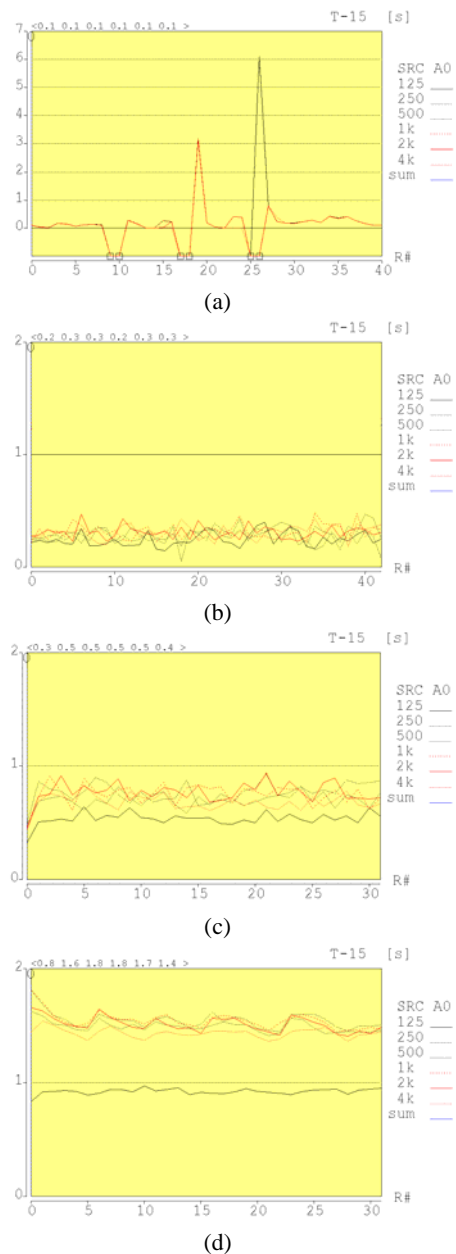 T-15 [s]
<0.1 0.1 0.1 0.1 0.1 0.1 >
7
6
5
4
3
2
1
0
0 5 10 15 20 25 30 35 40
R#
SRC A0
125
250
500
1k
2k
4k
sum
(a)
T-15 [s]
<0.2 0.3 0.3 0.2 0.3 0.3 >
2
1
0
0 10 20 30 40
R#
SRC A0
125
250
500
1k
2k
4k
sum
(b)
T-15 [s]
<0.3 0.5 0.5 0.5 0.5 0.4 >
2
1
0
0 5 10 15 20 25 30
R#
SRC A0
125
250
500
1k
2k
4k
sum
(c)
T-15 [s]
<0.8 1.6 1.8 1.8 1.7 1.4 >
2
1
0
0 5 10 15 20 25 30
R#
SRC A0
125
250
500
1k
2k
4k
sum
(d)